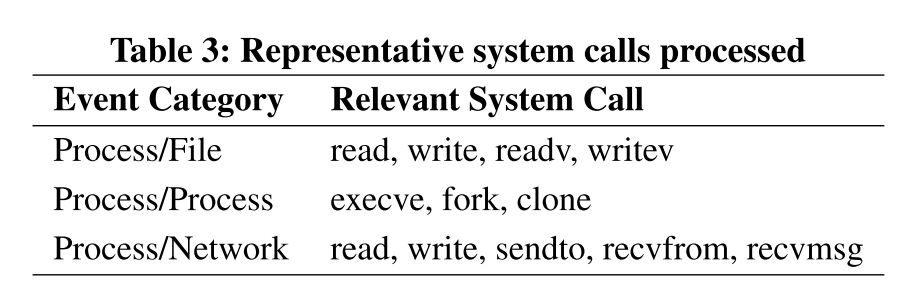 Table 3: Representative system calls processed
Event Category Relevant System Call
Process/File read, write, readv, writev
Process/Process execve, fork, clone
Process/Network read, write, sendto, recvfrom, recvmsg